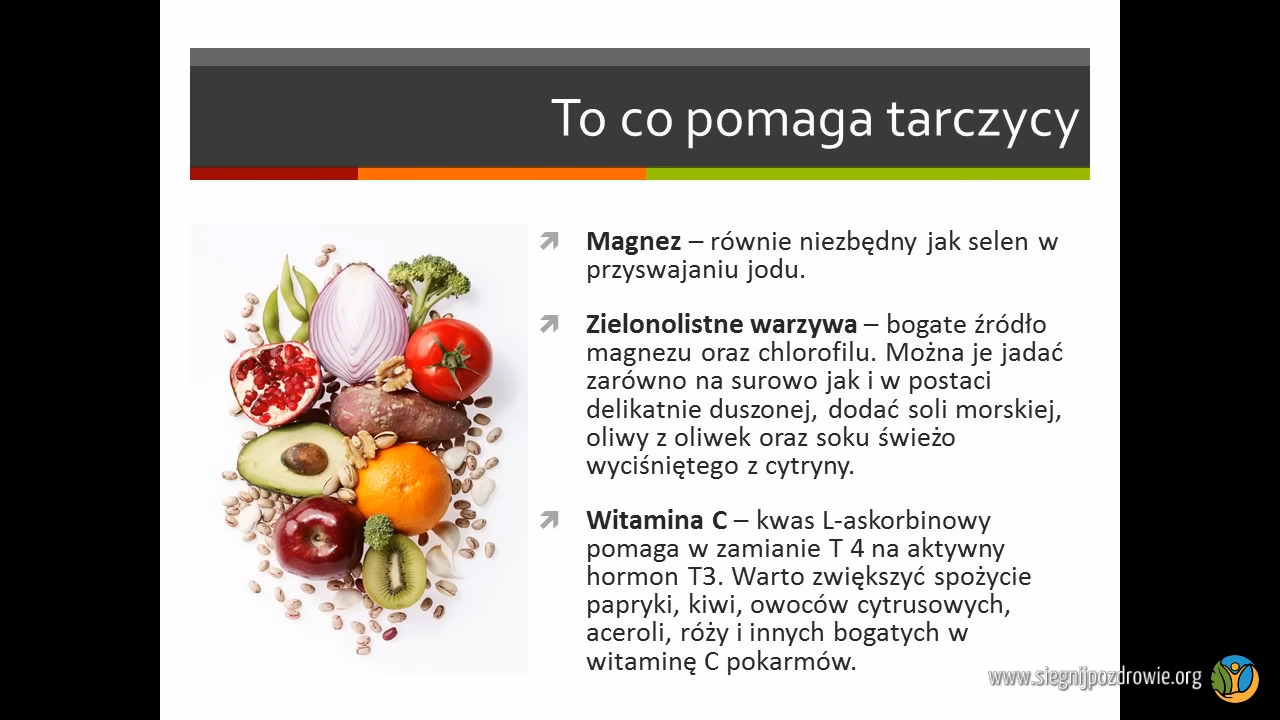 To co pomaga tarczycy
Magnez – równie niezbędny jak selen w
przyswajaniu jodu.
Zielonolistne warzywa – bogate źródło
magnezu oraz chlorofilu. Można je jadać
zarówno na surowo jak i w postaci
delikatnie duszonej, dodać soli morskiej,
oliwy z oliwek oraz soku świeżo
wyciśniętego z cytryny.
Witamina C – kwas L-askorbinowy
pomaga w zamianie T 4 na aktywny
hormon T3. Warto zwiększyć spożycie
papryki, kiwi, owoców cytrusowych,
aceroli, róży i innych bogatych w
witaminę C pokarmów.
www.siegnijpozdrowie.org